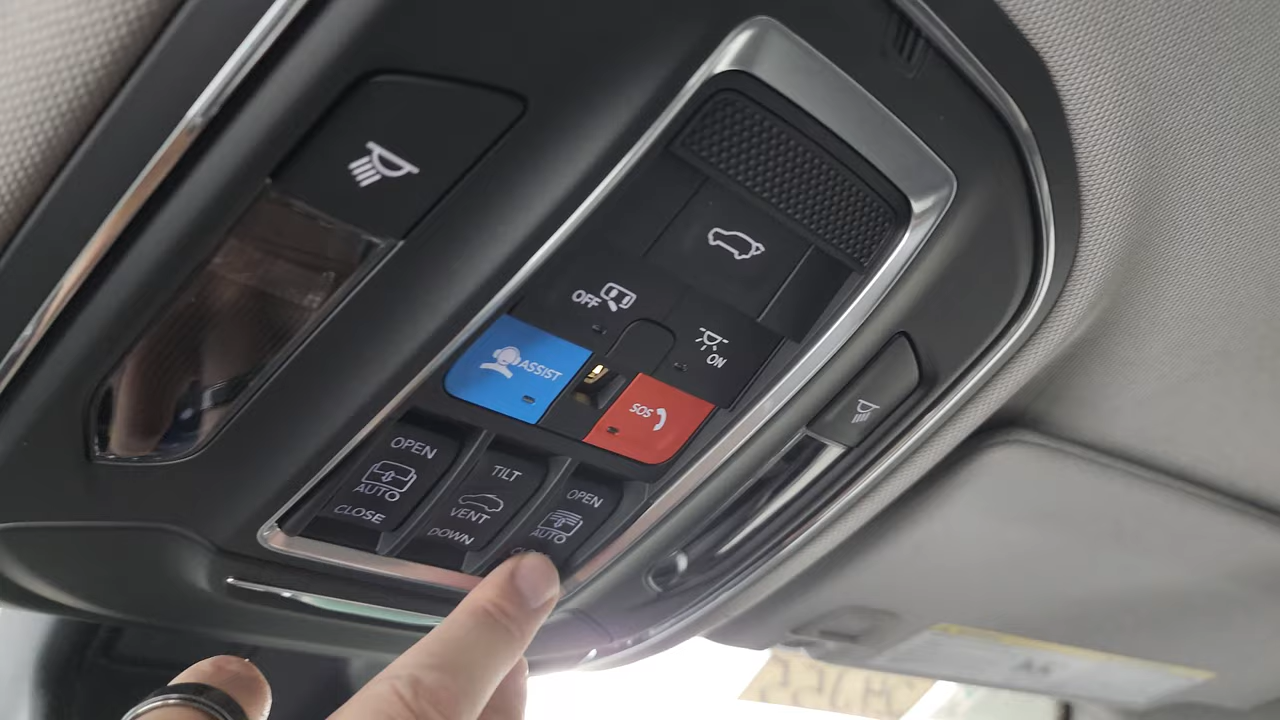 OFF
ON
ASSIST
SOS
OPEN
AUTO
CLOSE
TILT
VENT
DOWN
OPEN
AUTO